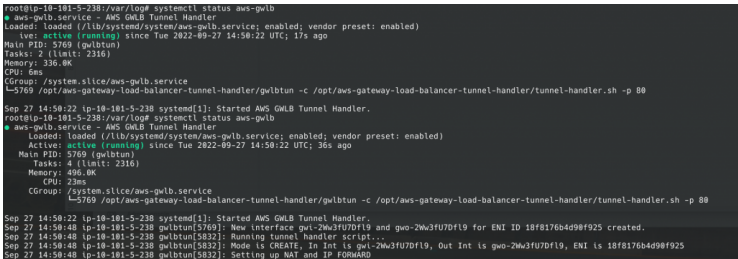 root@ip-10-101-5-238:/var/log# systemctl status aws-gwlb
● aws-gwlb.service - AWS GWLB Tunnel Handler
Loaded: loaded (/lib/systemd/system/aws-gwlb.service; enabled; vendor preset: enabled)
ive: active (running) since Tue 2022-09-27 14:50:22 UTC; 17s ago
Main PID: 5769 (gwlbtun)
Tasks: 2 (limit: 2316)
Memory: 336.0K
CPU: 6ms
CGroup: /system.slice/aws-gwlb.service
└─5769 /opt/aws-gateway-load-balancer-tunnel-handler/gwlbtun -c /opt/aws-gateway-load-balancer-tunnel-handler/tunnel-handler.sh -p 80
Sep 27 14:50:22 ip-10-101-5-238 systemd[1]: Started AWS GWLB Tunnel Handler.
root@ip-10-101-5-238:/var/log# systemctl status aws-gwlb
● aws-gwlb.service - AWS GWLB Tunnel Handler
Loaded: loaded (/lib/systemd/system/aws-gwlb.service; enabled; vendor preset: enabled)
Active: active (running) since Tue 2022-09-27 14:50:22 UTC; 36s ago
Main PID: 5769 (gwlbtun)
Tasks: 4 (limit: 2316)
Memory: 496.0K
CPU: 23ms
CGroup: /system.slice/aws-gwlb.service
└─5769 /opt/aws-gateway-load-balancer-tunnel-handler/gwlbtun -c /opt/aws-gateway-load-balancer-tunnel-handler/tunnel-handler.sh -p 80
Sep 27 14:50:22 ip-10-101-5-238 systemd[1]: Started AWS GWLB Tunnel Handler.
Sep 27 14:50:48 ip-10-101-5-238 gwlbtun[5769]: New interface gwi-2Ww3fU7Dfl9 and gwo-2Ww3fU7Dfl9 for ENI ID 18f8176b4d90f925 created.
Sep 27 14:50:48 ip-10-101-5-238 gwlbtun[5832]: Running tunnel handler script...
Sep 27 14:50:48 ip-10-101-5-238 gwlbtun[5832]: Mode is CREATE, In Int is gwi-2Ww3fU7Dfl9, Out Int is gwo-2Ww3fU7Dfl9, ENI is 18f8176b4d90f925
Sep 27 14:50:48 ip-10-101-5-238 gwlbtun[5832]: Setting up NAT and IP FORWARD